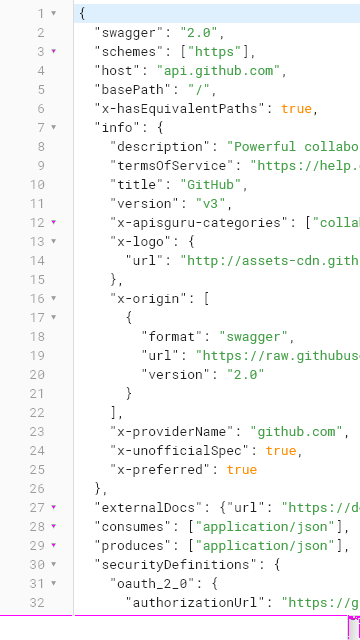 1 {
2 "swagger": "2.0",
3 "schemes": ["https"],
4 "host": "api.github.com",
5 "basePath": "/",
6 "x-hasEquivalentPaths": true,
7 "info": {
8 "description": "Powerful collabo
9 "termsOfService": "https://help.
10 "title": "GitHub",
11 "version": "v3",
12 "x-apisguru-categories": ["colla
13 "x-logo": {
14 "url": "http://assets-cdn.gith
15 },
16 "x-origin": [
17 {
18 "format": "swagger",
19 "url": "https://raw.githubus
20 "version": "2.0"
21 }
22 ],
23 "x-providerName": "github.com",
24 "x-unofficialSpec": true,
25 "x-preferred": true
26 },
27 "externalDocs": {"url": "https://d
28 "consumes": ["application/json"],
29 "produces": ["application/json"],
30 "securityDefinitions": {
31 "oauth_2_0": {
32 "authorizationUrl": "https://g